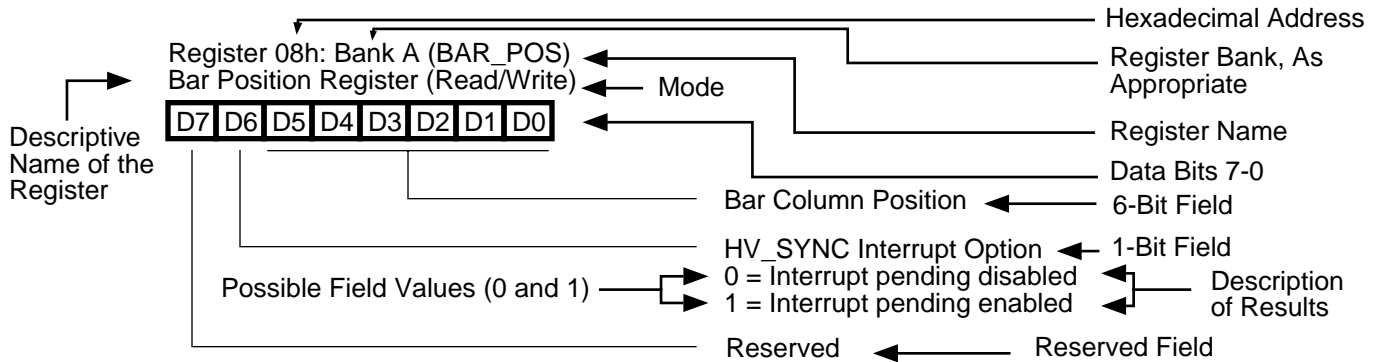 Hexadecimal Address
Register 08h: Bank A (BAR_POS)
Register Bank, As
Appropriate
Bar Position Register (Read/Write)
Mode
D7 D6 D5 D4 D3 D2 D1 D0
Descriptive
Name of the
Register
Register Name
Data Bits 7-0
Bar Column Position
6-Bit Field
HV_SYNC Interrupt Option
1-Bit Field
Possible Field Values (0 and 1)
0 = Interrupt pending disabled
1 = Interrupt pending enabled
Description
of Results
Reserved
Reserved Field